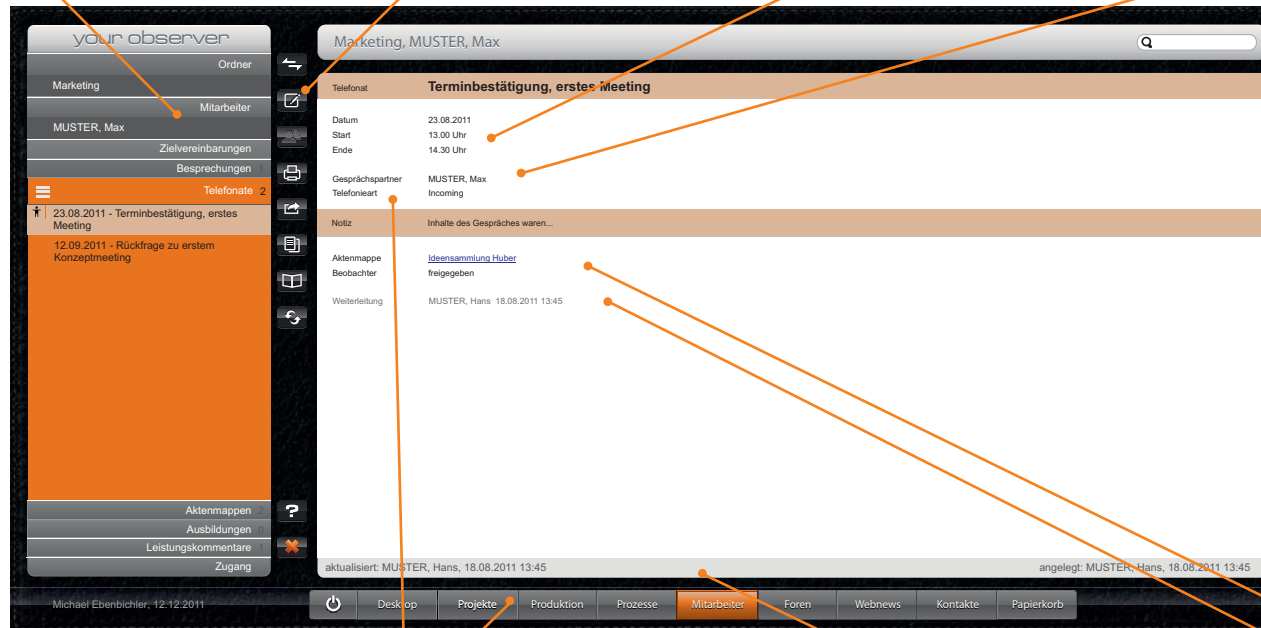 your observer
Ordner
Marketing
Mitarbeiter
MUSTER, Max
Zielvereinbarungen
Besprechungen 1
Telefonate 2
23.08.2011 - Terminbestätigung, erstes
Meeting
12.09.2011 - Rückfrage zu erstem
Konzeptmeeting
Aktenmappen 2
Ausbildungen 0
Leistungskommentare 1
Zugang
Marketing, MUSTER, Max
Telefonat Terminbestätigung, erstes Meeting
Datum 23.08.2011
Start 13.00 Uhr
Ende 14.30 Uhr
Gesprächspartner MUSTER, Max
Telefonieart Incoming
Notiz Inhalte des Gespräches waren...
Aktenmappe Ideensammlung Huber
Beobachter freigegeben
Weiterleitung MUSTER, Hans 18.08.2011 13:45
?
aktualisiert: MUSTER, Hans, 18.08.2011 13:45 angelegt: MUSTER, Hans, 18.08.2011 13:45
Michael Ebenbichler, 12.12.2011 Desktop Projekte Produktion Prozesse Mitarbeiter Foren Webnews Kontakte Papierkorb